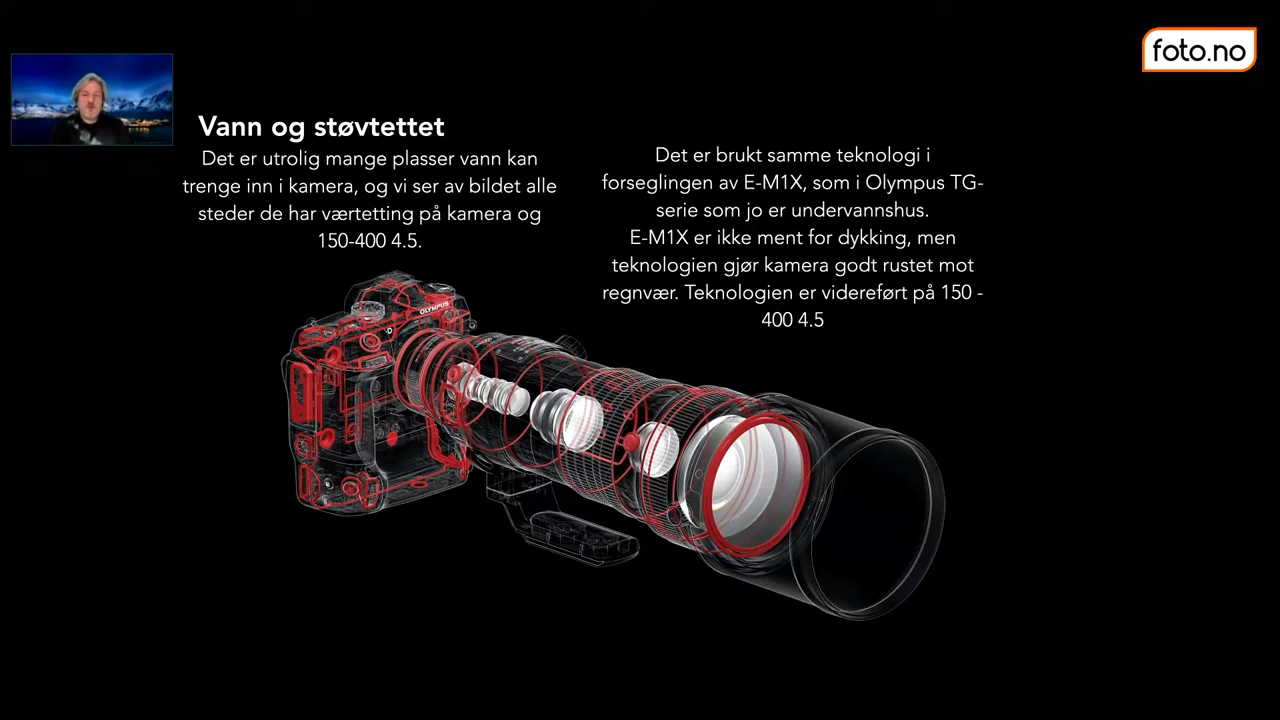 foto.no
Vann og støvtettet
Det er utrolig mange plasser vann kan
trenge inn i kamera, og vi ser av bildet alle
steder de har værtetting på kamera og
150-400 4.5.
Det er brukt samme teknologi i
forseglingen av E-M1X, som i Olympus TG-
serie som jo er undervannshus.
E-M1X er ikke ment for dykking, men
teknologien gjør kamera godt rustet mot
regnvær. Teknologien er videreført på 150 -
400 4.5
OLYMPUS